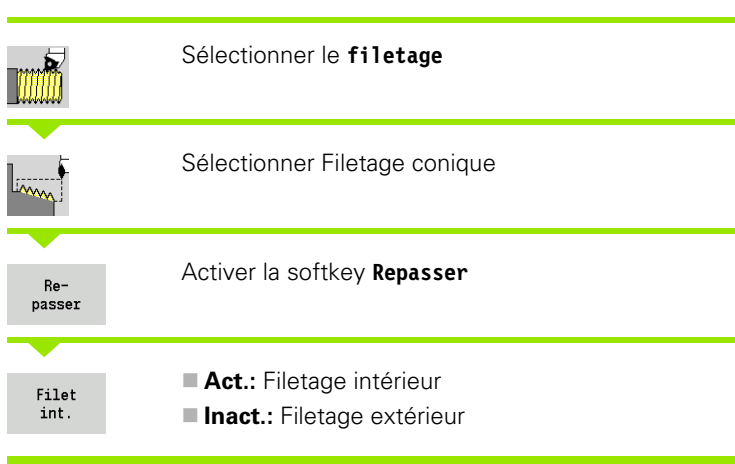 Sélectionner le filetage
Sélectionner Filetage conique
Re-
passer
Activer la softkey Repasser
Filet
int.
Act.: Filetage intérieur
Inact.: Filetage extérieur